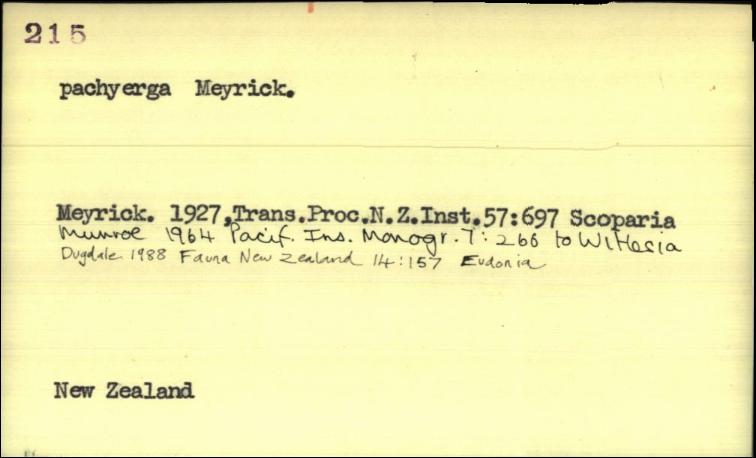 215
pachyerga Meyrick.
Meyrick. 1927,Trans.Proc.N.Z.Inst.57:697 Scoparia
Munroe 1964 Pacif. Ins. Monogr. 7: 266 to Witlesia
Dugdale 1988 Fauna New Zealand 14:157 Eudonia
New Zealand